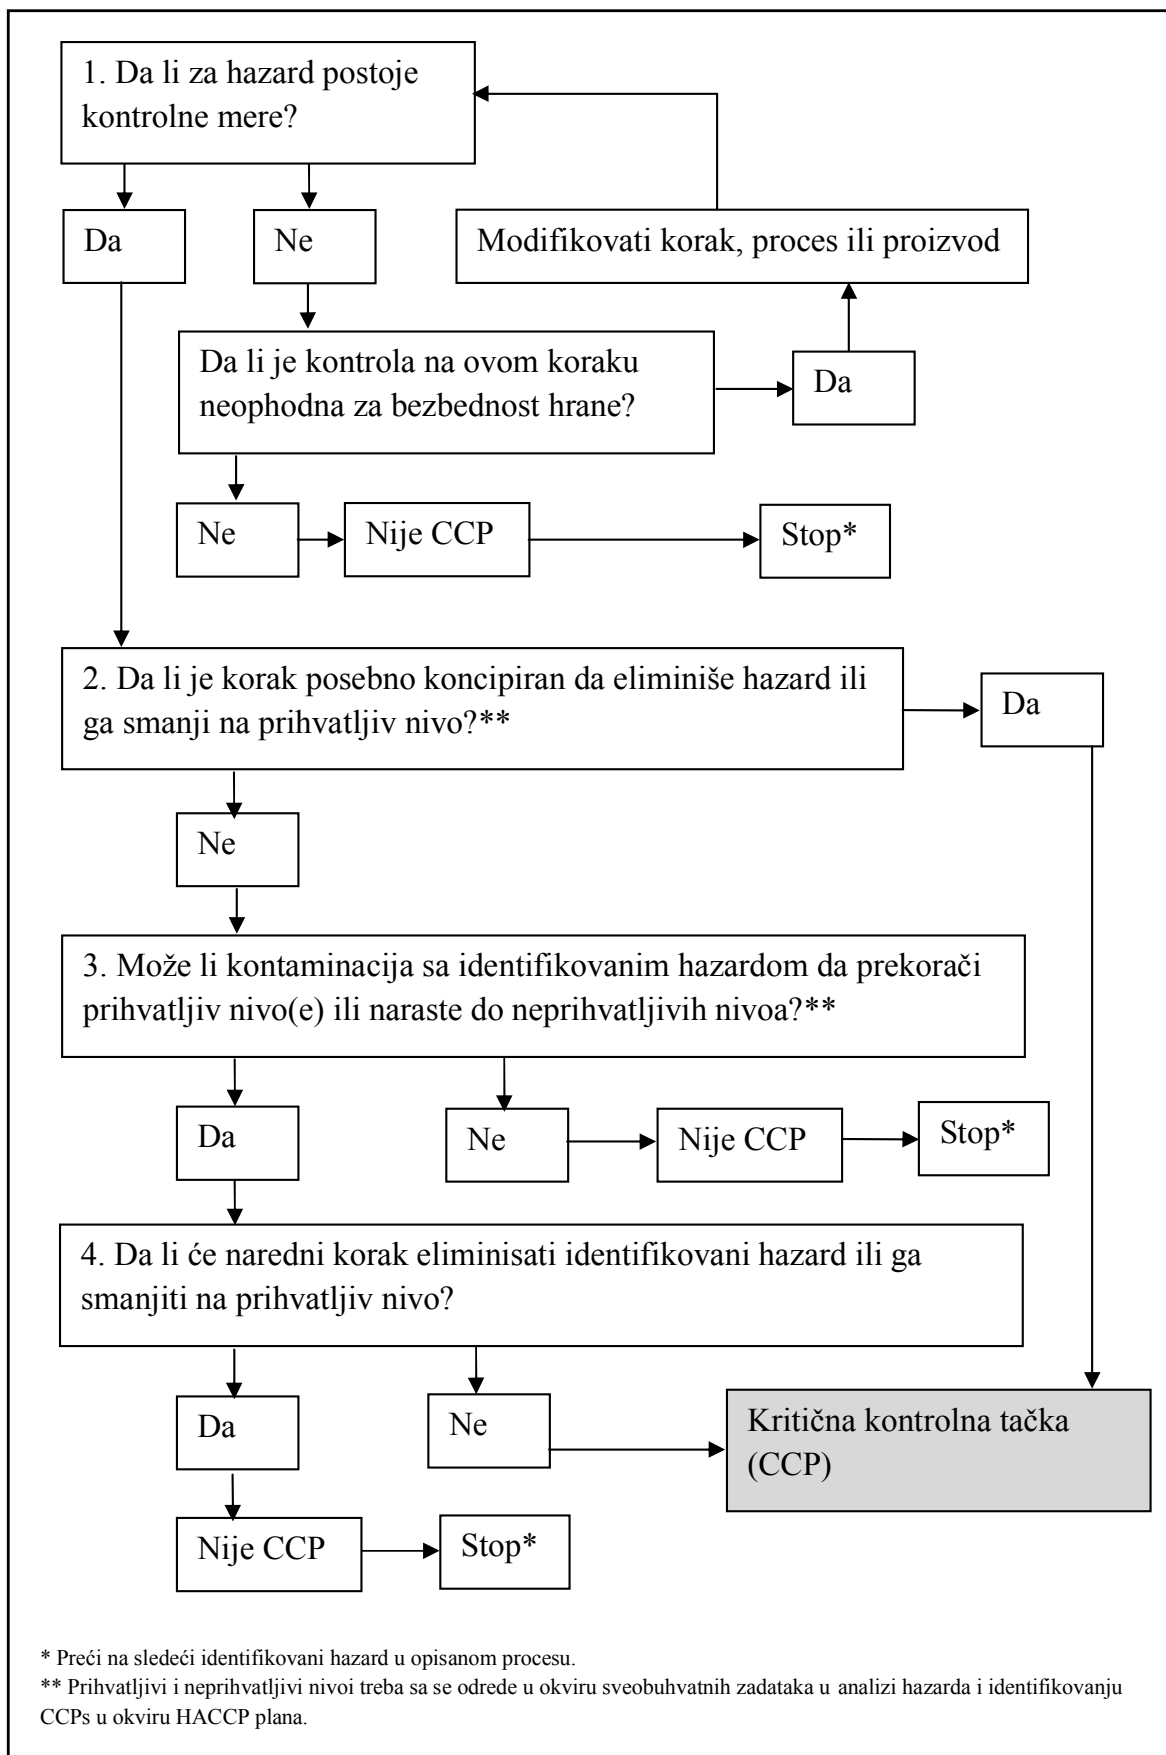 1. Da li za hazard postoje
kontrolne mere?
Da
Ne
Modifikovati korak, proces ili proizvod
Da li je kontrola na ovom koraku
neophodna za bezbednost hrane?
Da
Ne
Nije CCP
Stop*
2. Da li je korak posebno koncipiran da eliminiše hazard ili
ga smanji na prihvatljiv nivo?**
Da
Ne
3. Može li kontaminacija sa identifikovanim hazardom da prekorači
prihvatljiv nivo(e) ili naraste do neprihvatljivih nivoa?**
Da
Ne
Nije CCP
Stop*
4. Da li će naredni korak eliminisati identifikovani hazard ili ga
smanjiti na prihvatljiv nivo?
Da
Ne
Kritična kontrolna tačka
(CCP)
Nije CCP
Stop*
* Preći na sledeći identifikovani hazard u opisanom procesu.
** Prihvatljivi i neprihvatljivi nivoi treba sa se odrede u okviru sveobuhvatnih zadataka u analizi hazarda i identifikovanju
CCPs u okviru HACCP plana.